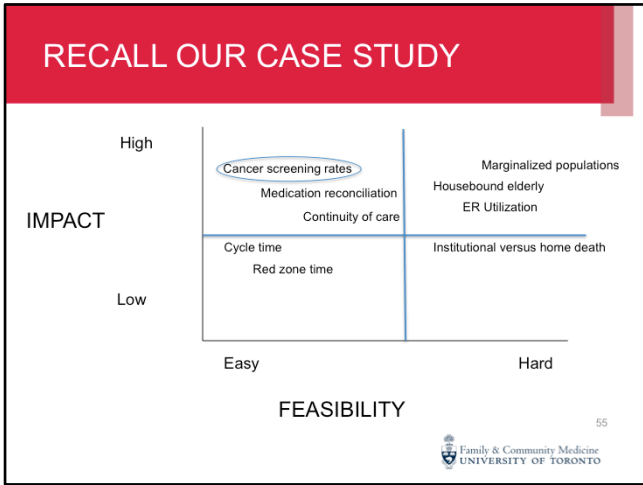 RECALL OUR CASE STUDY
High
Cancer screening rates
Marginalized populations
Medication reconciliation
Housebound elderly
Continuity of care
ER Utilization
IMPACT
Cycle time
Institutional versus home death
Red zone time
Low
Easy
Hard
FEASIBILITY
55
Family & Community Medicine
UNIVERSITY OF TORONTO